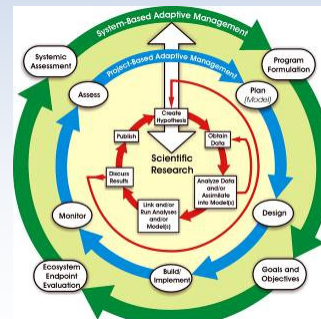 System-Based Adaptive Management
Systemic
Assessment
Program
Formulation
Project-Based Adaptive Management
Assess
Plan
(Model)
Create
Hypothesis
Publish
Obtain
Data
Scientific
Research
Discuss
Results
Analyze Data
and/or
Assimilate
into Model(s)
Link and/or
Run Analyses
and/or
Model(s)
Monitor
Design
Build/
Implement
Ecosystem
Endpoint
Evaluation
Goals and
Objectives